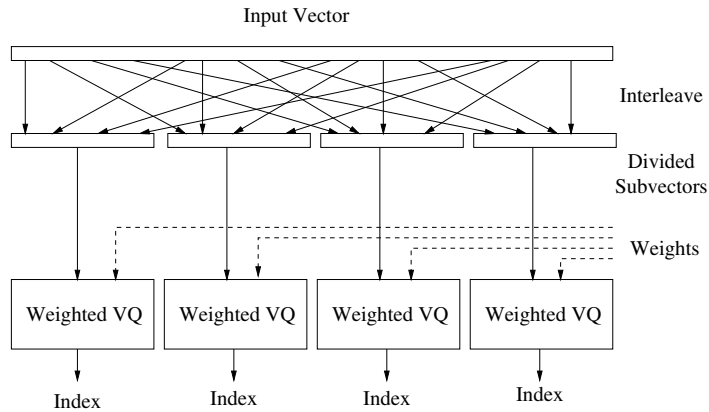 Input Vector
Interleave
Divided
Subvectors
Weights
Weighted VQ
Weighted VQ
Weighted VQ
Weighted VQ
Index
Index
Index
Index